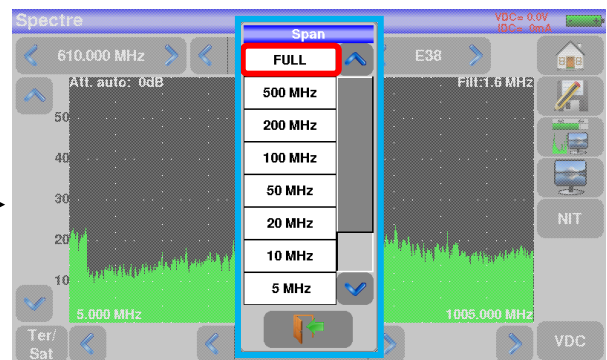 Spectre
VDC= 0.0V
IDC= 0mA
Span
610.000 MHz
FULL
E38
Att. auto: 0dB
Filt:1.6 MHz
500 MHz
50
200 MHz
40
100 MHz
50 MHz
30
NIT
20 MHz
20
10 MHz
10
5 MHz
5.000 MHz
1005.000 MHz
Ter/
Sat
VDC